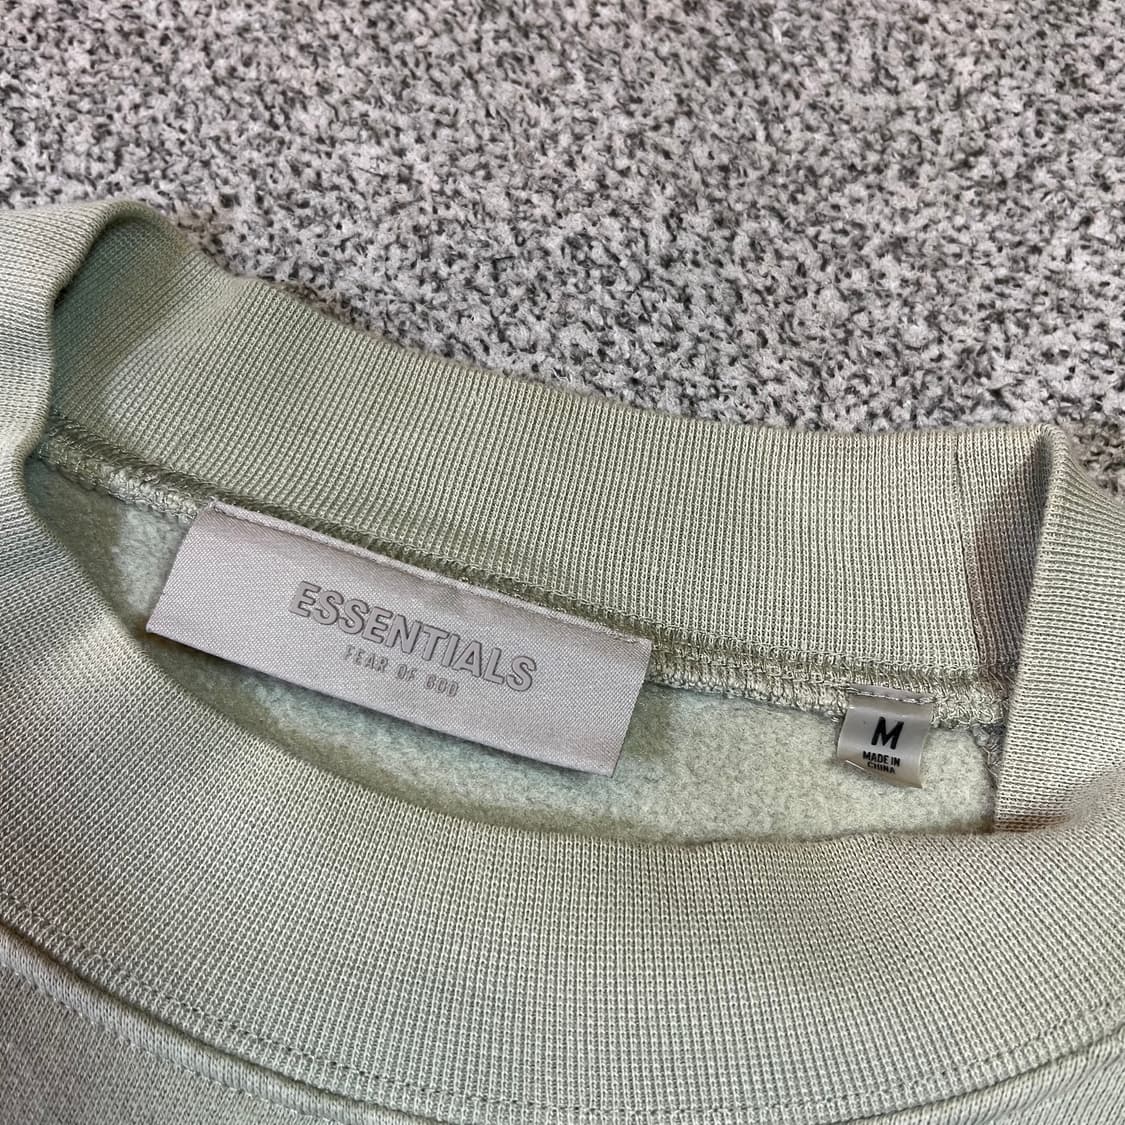 ESSENTIALS
FEAR OF GOD
M
MADE IN
CHINA